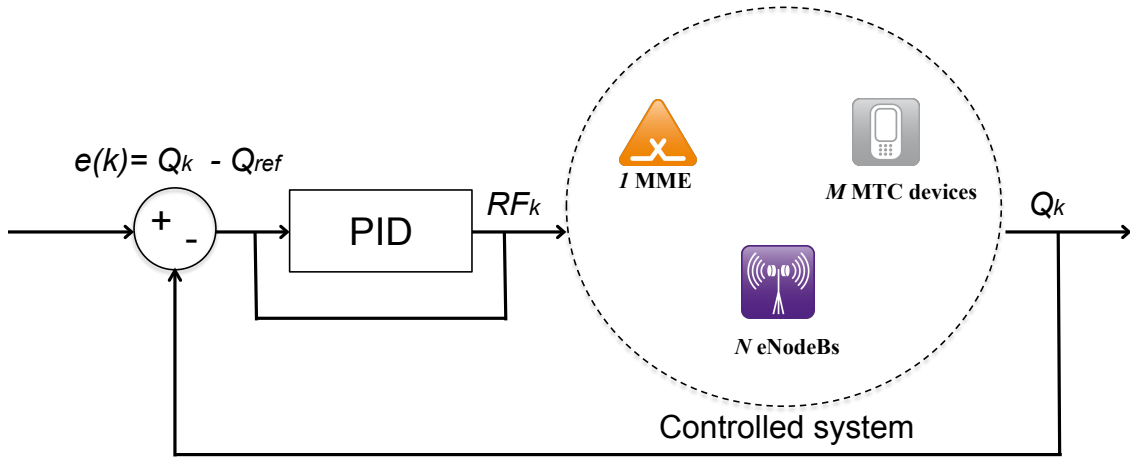 e(k)= Qk - Qref
+
-
PID
RFk
1 MME
M MTC devices
N eNodeBs
Qk
Controlled system